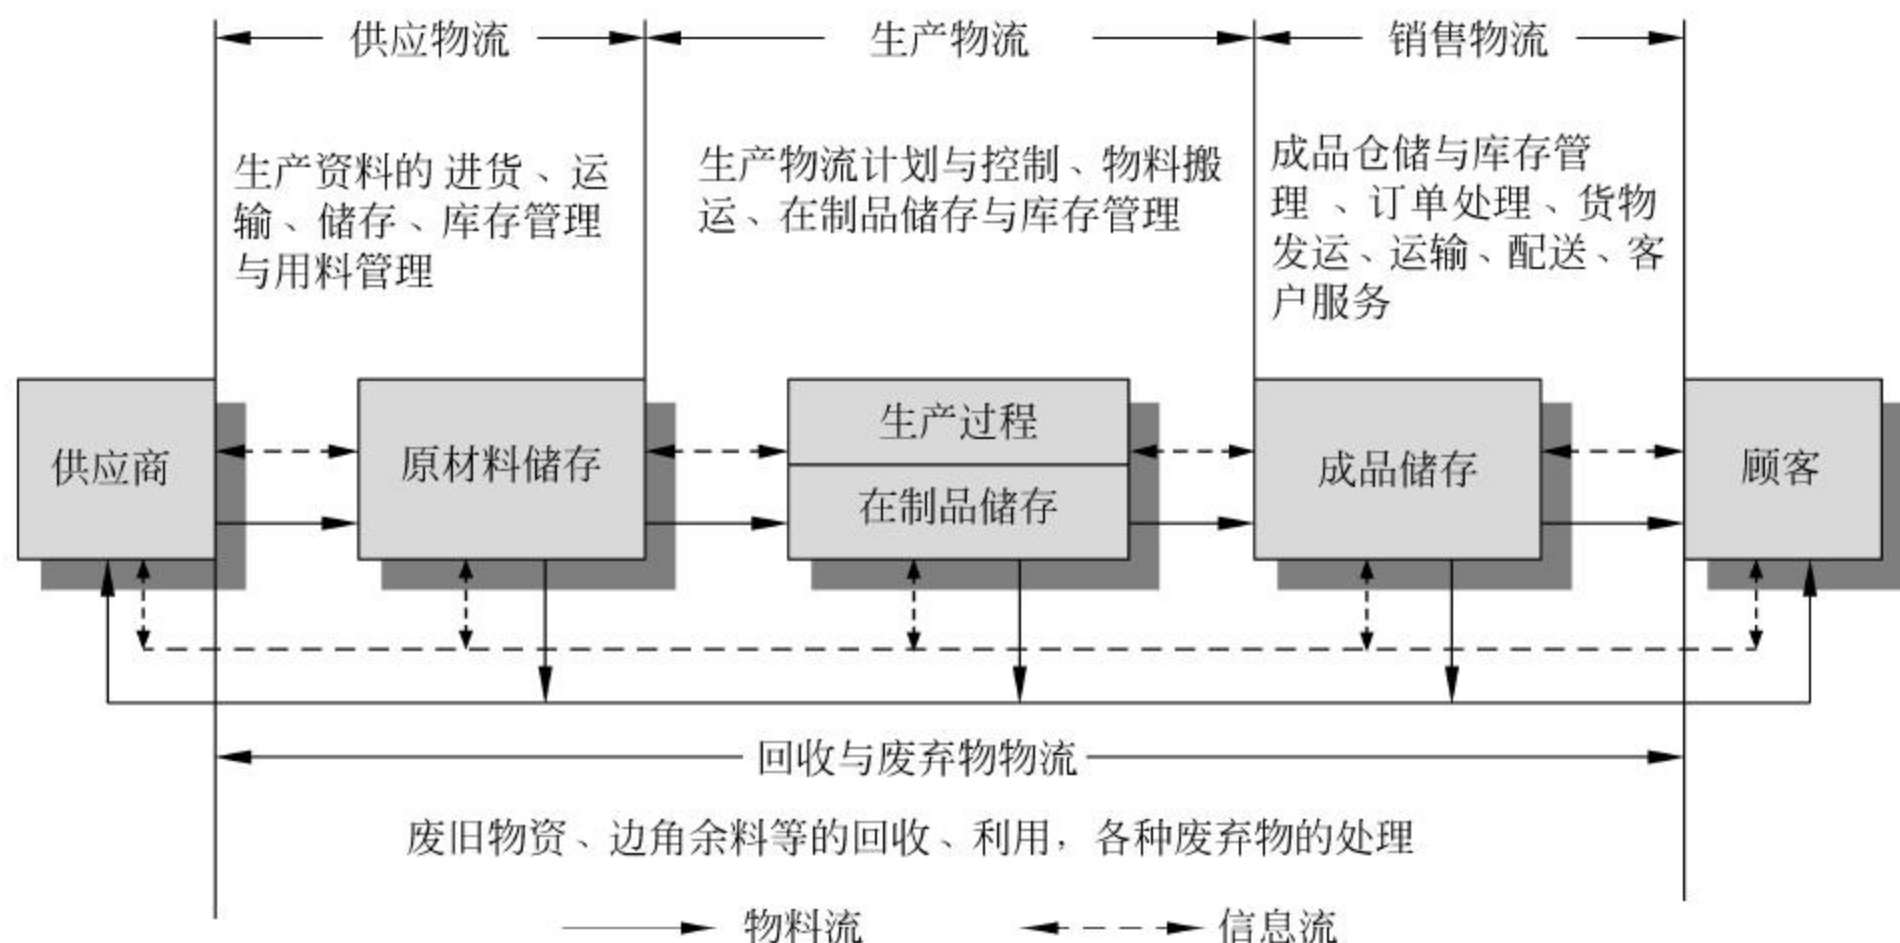 供应物流
生产物流
销售物流
生产资料的 进货、运
输、储存、库存管理
与用料管理
生产物流计划与控制、物料搬
运、在制品储存与库存管理
成品仓储与库存管
理 、订单处理、货物
发运、运输、配送、客
户服务
供应商
原材料储存
生产过程
在制品储存
成品储存
顾客
回收与废弃物物流
废旧物资、边角余料等的回收、利用，各种废弃物的处理
物料流
信息流